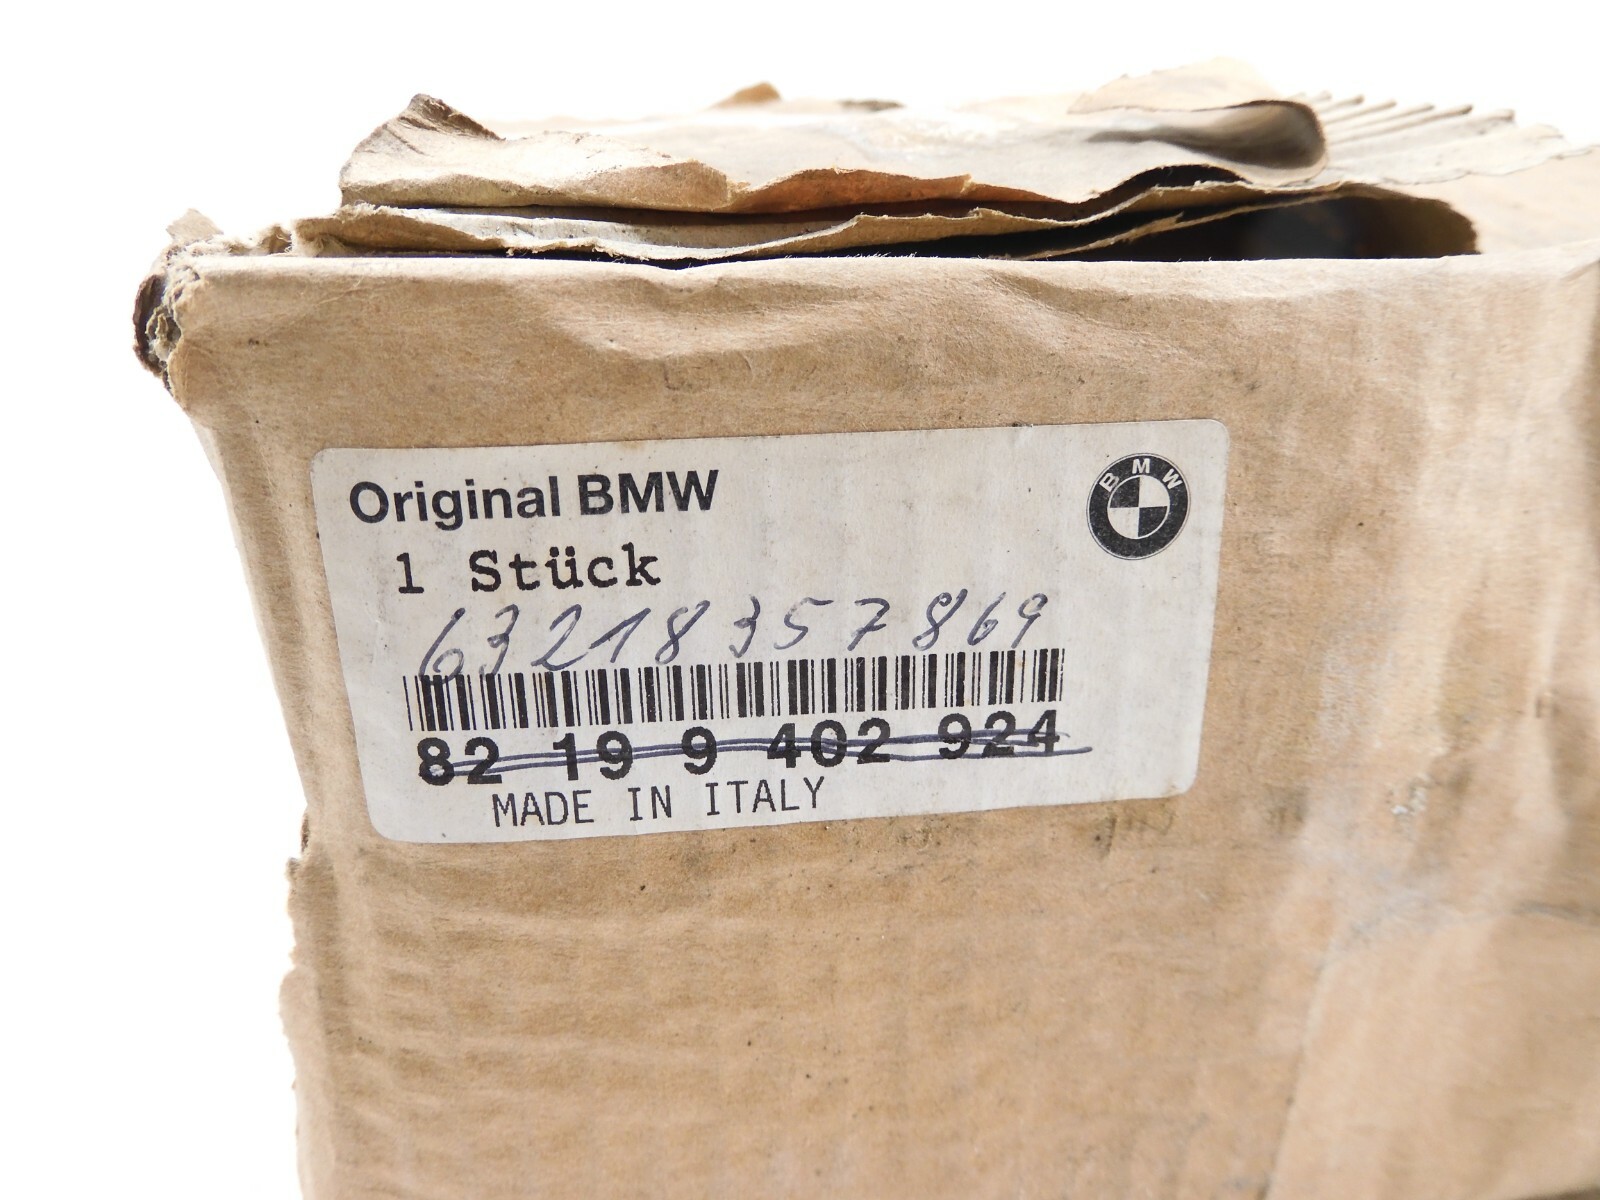 Original BMW
BMW
1 Stück
63218357869
82 19 9 402 924
MADE IN ITALY